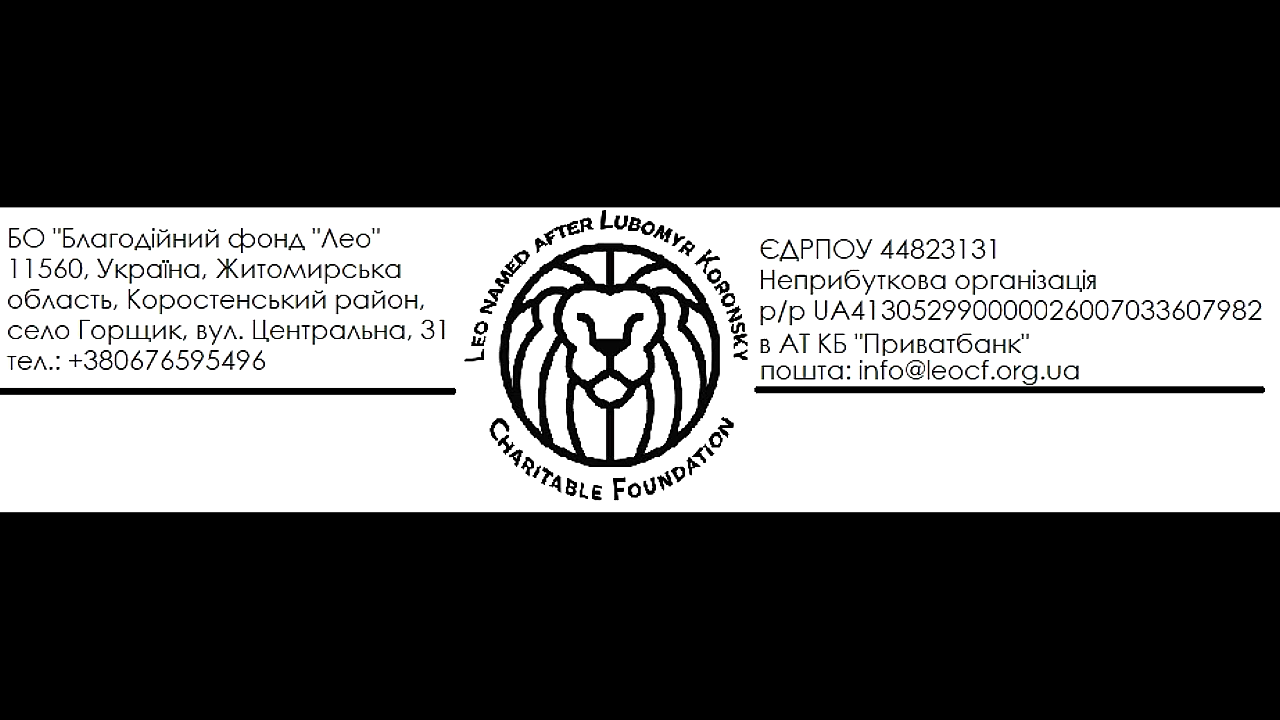 БО "Благодійний фонд "Лео"
11560, Україна, Житомирська
область, Коростенський район,
село Горщик, вул. Центральна, 31
тел.: +380676595496
LEO NAMED AFTER LUBOMYR KORONSKY
CHARITABLE FOUNDATION
ЄДРПОУ 44823131
Неприбуткова організація
р/р UA413052990000026007033607982
в АТ КБ "Приватбанк"
пошта: info@leocf.org.ua